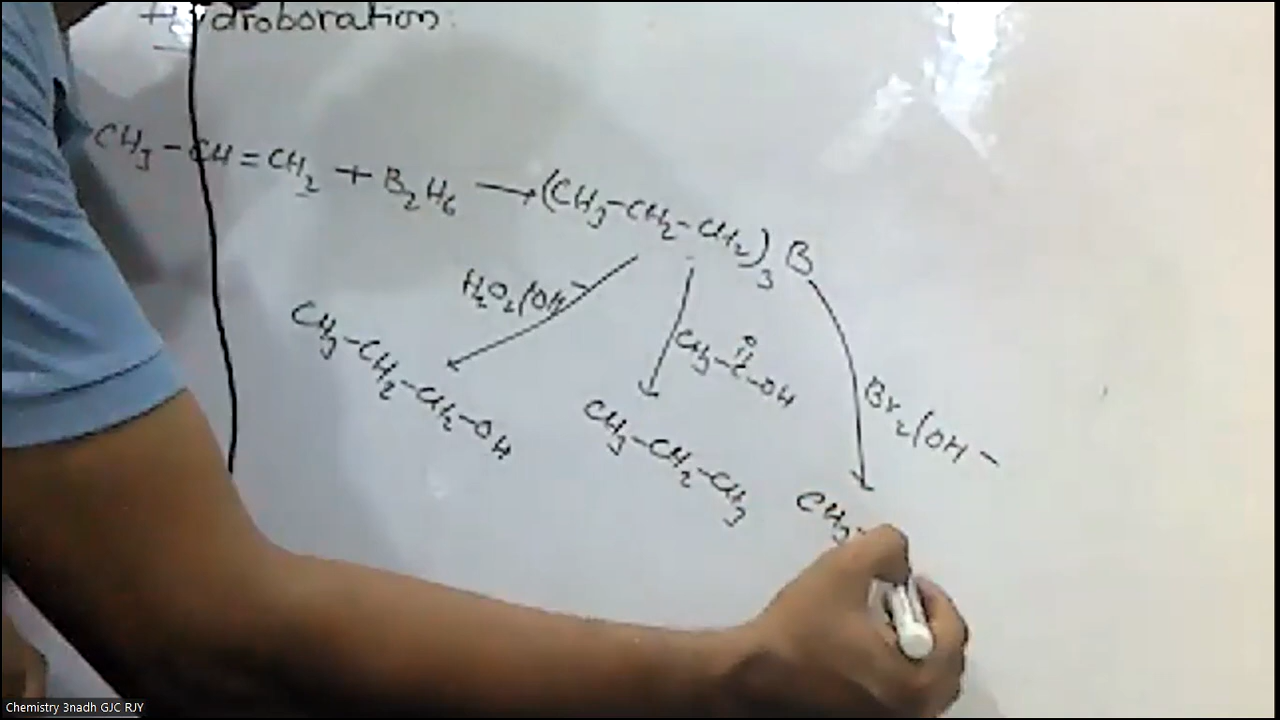 Hydroboration
CH₃-CH=CH₂ + B₂H₆ → (CH₃-CH₂-CH₂)₃ B
H₂O₂/OH⁻
CH₃-CH₂-CH₂-OH
O
CH₃-C-OH
CH₃-CH₂-CH₃
Br₂/OH⁻
CH₃-
Chemistry 3nadh GJC RJY